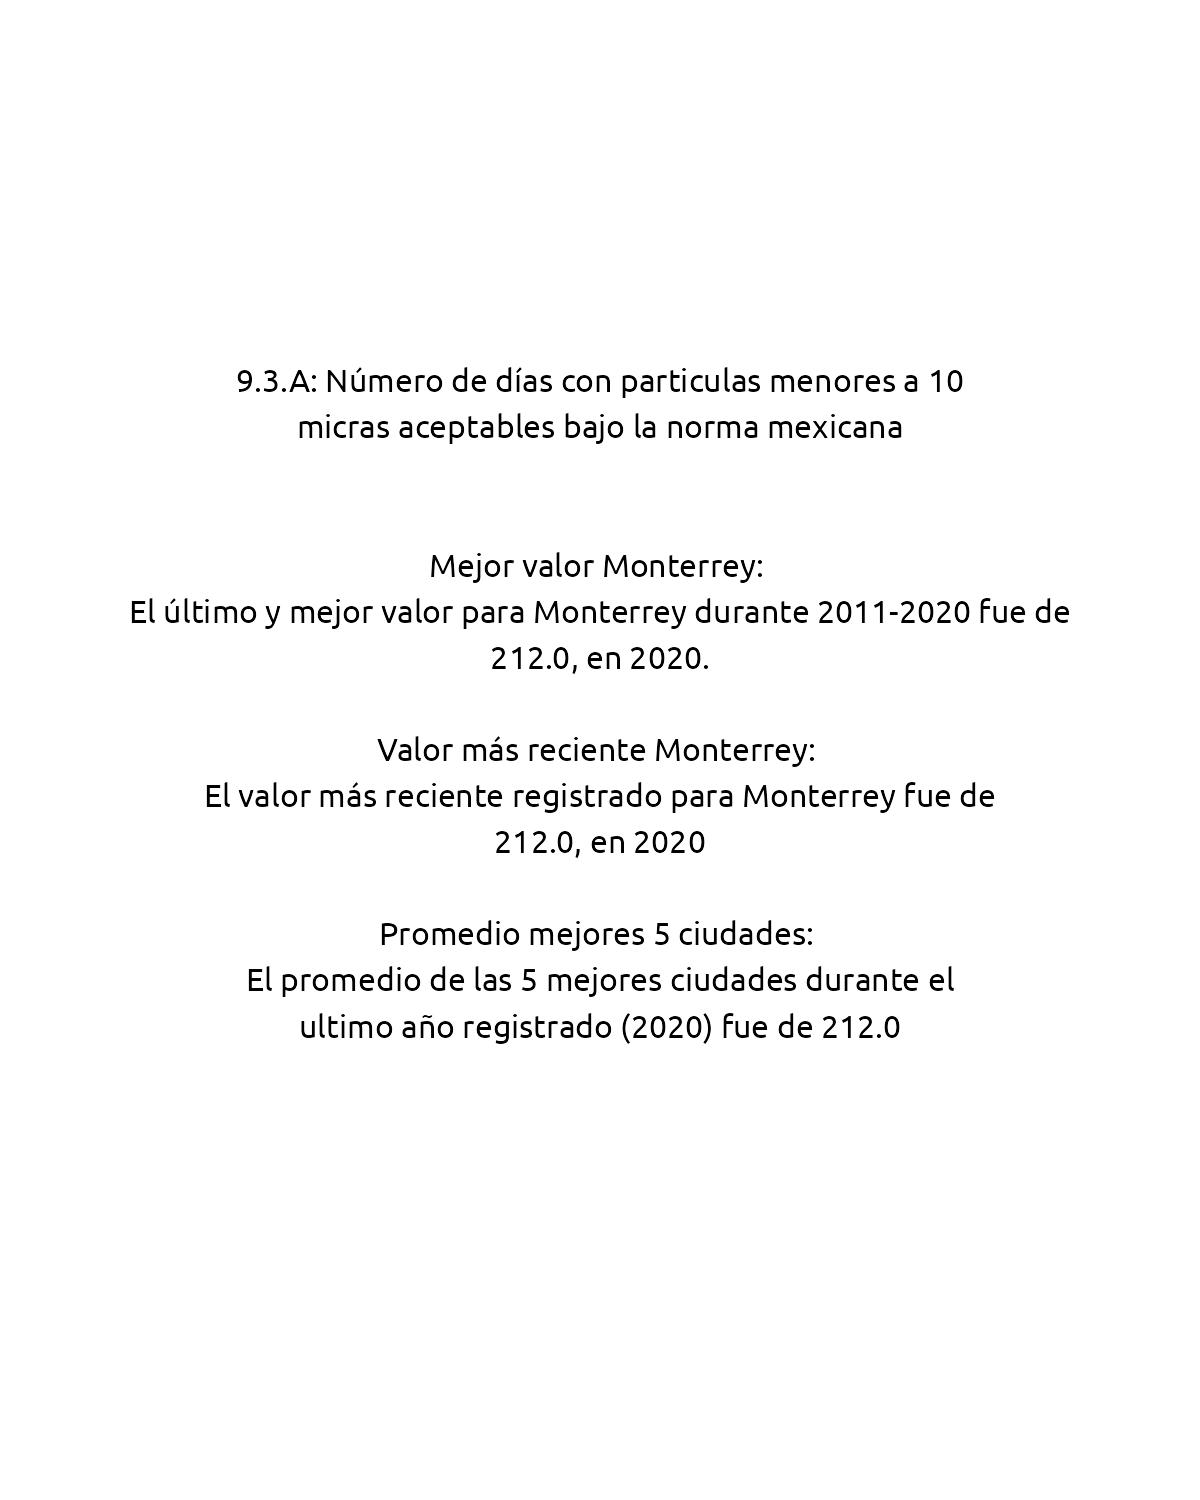 9.3.A: Número de días con particulas menores a 10
micras aceptables bajo la norma mexicana
Mejor valor Monterrey:
El último y mejor valor para Monterrey durante 2011-2020 fue de
212.0, en 2020.
Valor más reciente Monterrey:
El valor más reciente registrado para Monterrey fue de
212.0, en 2020
Promedio mejores 5 ciudades:
El promedio de las 5 mejores ciudades durante el
ultimo año registrado (2020) fue de 212.0